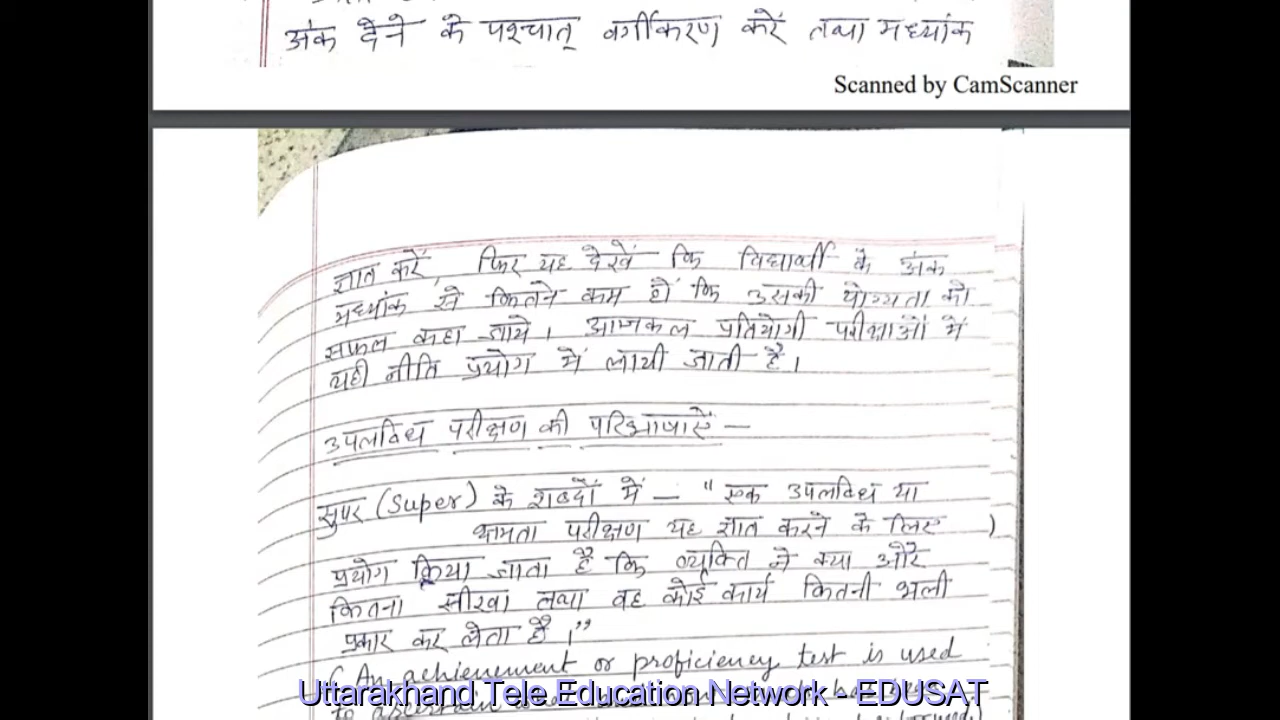 अंक देने के पश्चात् वर्गीकरण करें तथा मध्यांक
Scanned by CamScanner
ज्ञात करें, फिर यह देखें कि विद्यार्थी के अंक
मध्यांक से कितने कम हों कि उसकी योग्यता को
सफल कहा जाये। आजकल प्रतियोगी परीक्षाओं में
यही नीति प्रयोग में लायी जाती है।
उपलब्धि परीक्षण की परिभाषाएँ —
सुपर (Super) के शब्दों में — "एक उपलब्धि या
क्षमता परीक्षण यह ज्ञात करने के लिए
प्रयोग किया जाता है कि व्यक्ति ने क्या और
कितना सीखा तथा वह कोई कार्य कितनी भली
प्रकार कर लेता है।"
(An achievement or proficiency test is used
to ascertain
Uttarakhand Tele Education Network - EDUSAT